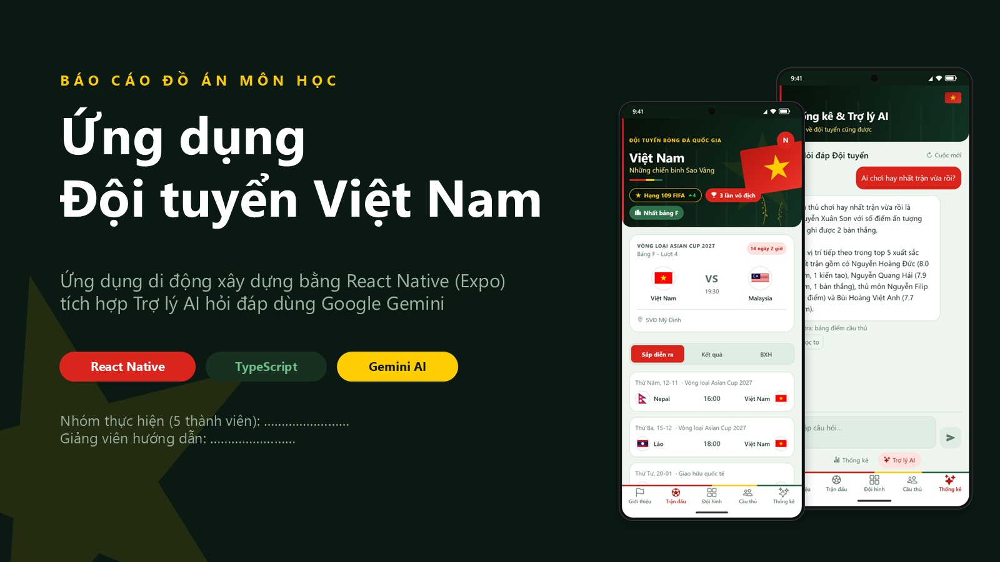 BÁO CÁO ĐỒ ÁN MÔN HỌC
Ứng dụng
Đội tuyển Việt Nam
Ứng dụng di động xây dựng bằng React Native (Expo)
tích hợp Trợ lý AI hỏi đáp dùng Google Gemini
React Native
TypeScript
Gemini AI
Nhóm thực hiện (5 thành viên): ........................
Giảng viên hướng dẫn: ........................
9:41
ĐỘI TUYỂN BÓNG ĐÁ QUỐC GIA
N
Việt Nam
Những chiến binh Sao Vàng
Hạng 109 FIFA 4
3 lần vô địch
Nhất bảng F
VÒNG LOẠI ASIAN CUP 2027
Bảng F - Lượt 4
14 ngày 2 giờ
VS
19:30
Việt Nam
Malaysia
SVĐ Mỹ Đình
Sắp diễn ra
Kết quả
BXH
Thứ Năm, 12-11 · Vòng loại Asian Cup 2027
Nepal 16:00 Việt Nam
Thứ Ba, 15-12 · Vòng loại Asian Cup 2027
Lào 18:00 Việt Nam
Thứ Tư, 20-01 · Giao hữu quốc tế
Giới thiệu
Trận đấu
Đội hình
Cầu thủ
Thống kê
9:41
kê & Trợ lý AI
về đội tuyển cũng được
đáp Đội tuyển
Cuộc mới
Ai chơi hay nhất trận vừa rồi?
thủ chơi hay nhất trận vừa rồi là
Xuân Son với số điểm ấn tượng
ghi được 2 bàn thắng.
vị trí tiếp theo trong top 5 xuất sắc
trận gồm có Nguyễn Hoàng Đức (8.0
1 kiến tạo), Nguyễn Quang Hải (7.9
1 bàn thắng), thủ môn Nguyễn Filip
điểm) và Bùi Hoàng Việt Anh (7.7
bảng điểm cầu thủ
to
câu hỏi...
Thống kê
Trợ lý AI
Trận đấu
Đội hình
Cầu thủ
Thống kê